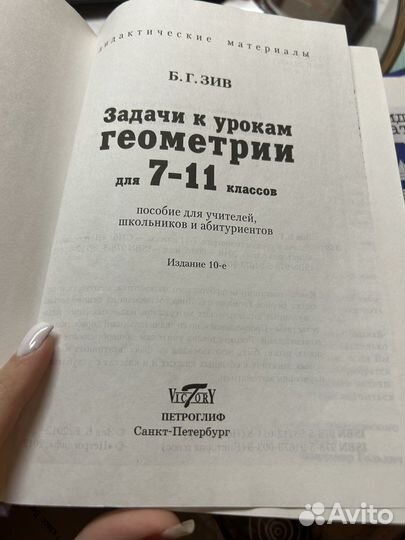 дидактические материалы
Б. Г. ЗИВ
Задачи к урокам
геометрии
для 7–11 классов
пособие для учителей,
школьников и абитуриентов
Издание 10-е
VICTORY
ПЕТРОГЛИФ
Санкт-Петербург
Avito